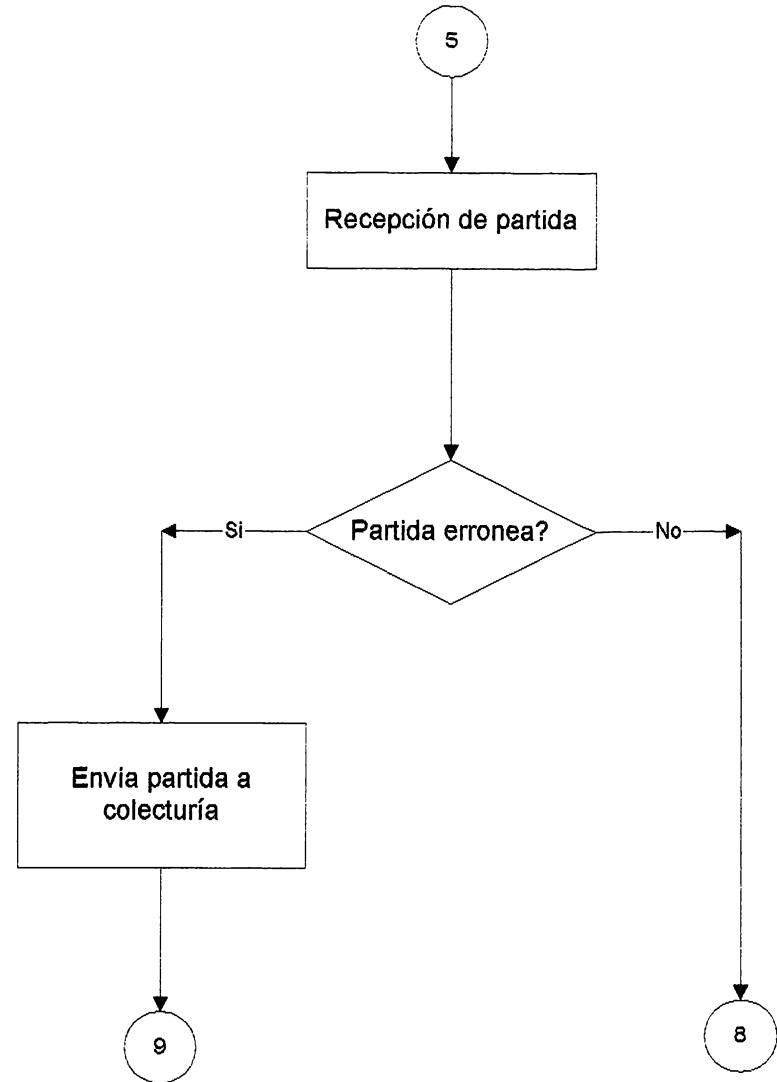 5
Recepción de partida
Partida erronea?
Si
No
Envia partida a
colecturía
9
8